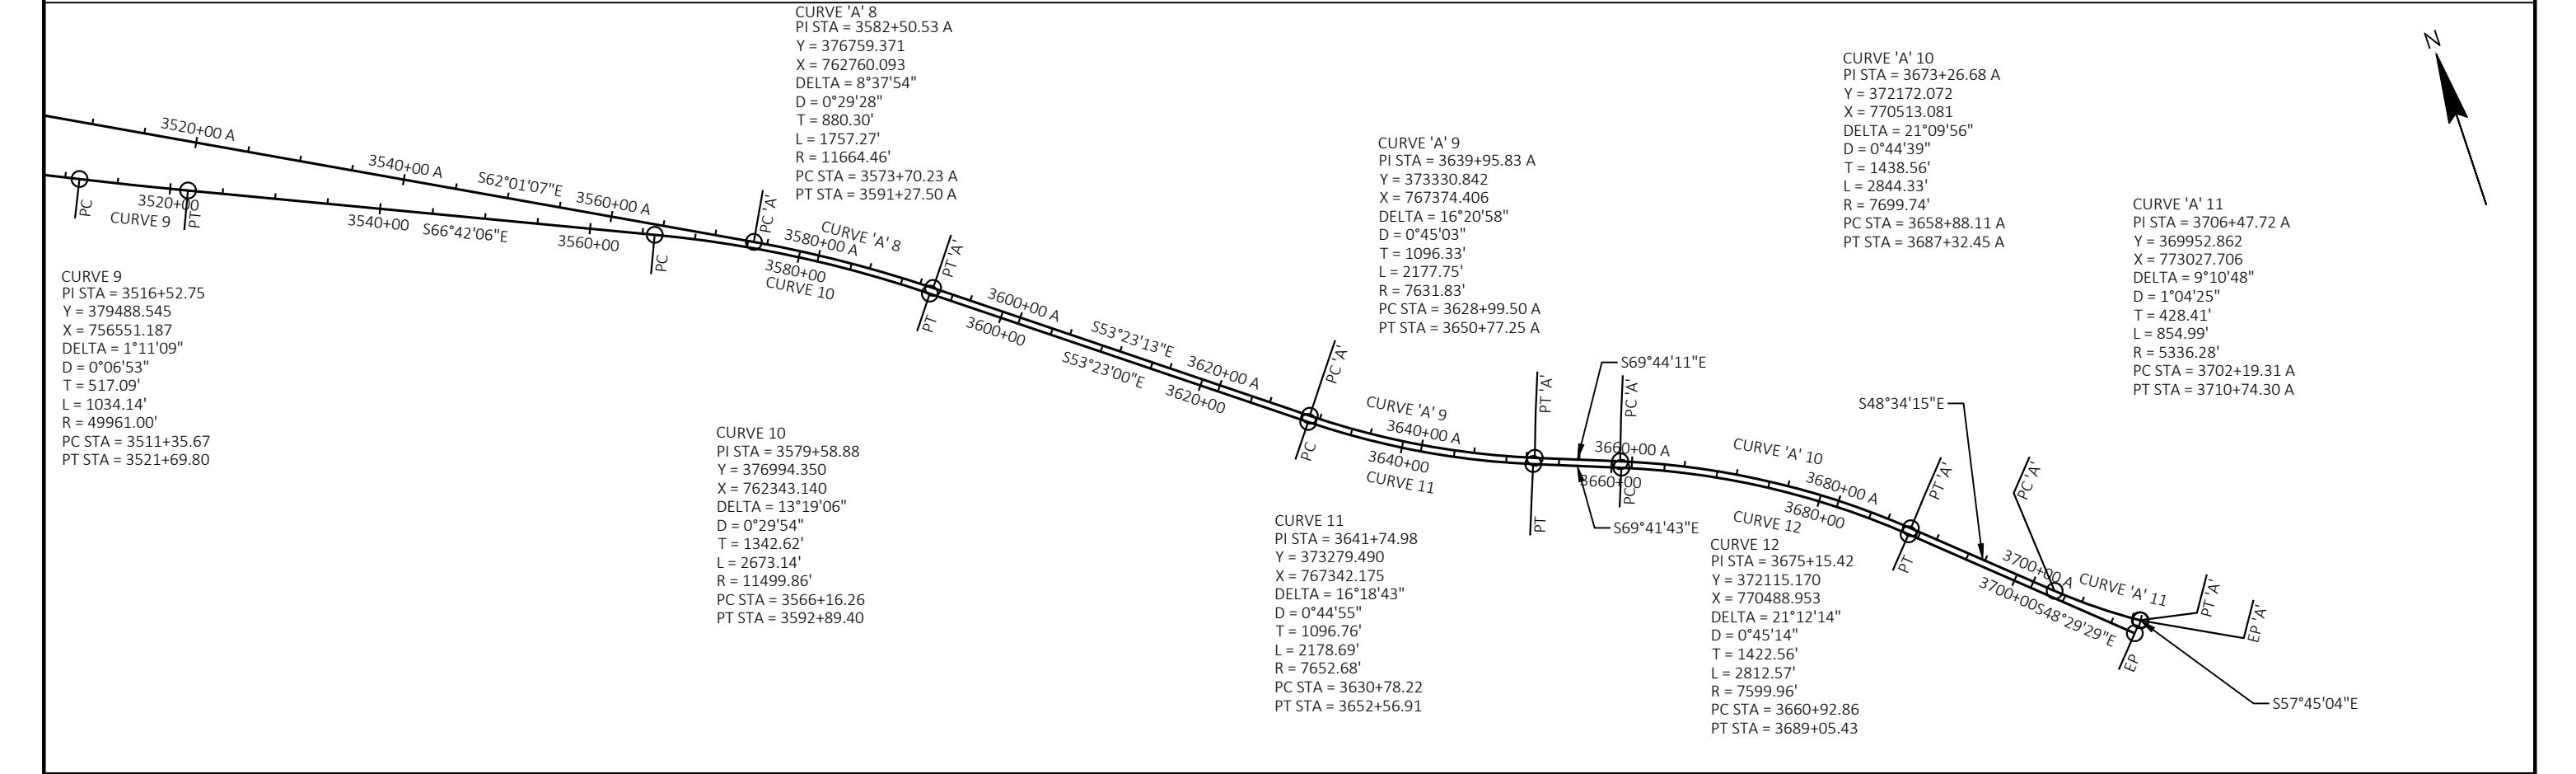 CURVE 'A' 8
PI STA = 3582+50.53 A
Y = 376759.371
X = 762760.093
DELTA = 8°37'54"
D = 0°29'28"
T = 880.30'
L = 1757.27'
R = 11664.46'
PC STA = 3573+70.23 A
PT STA = 3591+27.50 A
CURVE 'A' 10
PI STA = 3673+26.68 A
Y = 372172.072
X = 770513.081
DELTA = 21°09'56"
D = 0°44'39"
T = 1438.56'
L = 2844.33'
R = 7699.74'
PC STA = 3658+88.11 A
PT STA = 3687+32.45 A
N
CURVE 'A' 9
PI STA = 3639+95.83 A
Y = 373330.842
X = 767374.406
DELTA = 16°20'58"
D = 0°45'03"
T = 1096.33'
L = 2177.75'
R = 7631.83'
PC STA = 3628+99.50 A
PT STA = 3650+77.25 A
CURVE 'A' 11
PI STA = 3706+47.72 A
Y = 369952.862
X = 773027.706
DELTA = 9°10'48"
D = 1°04'25"
T = 428.41'
L = 854.99'
R = 5336.28'
PC STA = 3702+19.31 A
PT STA = 3710+74.30 A
3520+00 A
3540+00 A
S62°01'07"E
3560+00 A
PC 'A'
3580+00 A
CURVE 'A' 8
PT 'A'
3600+00 A
S53°23'13"E
3620+00 A
PC 'A'
CURVE 'A' 9
3640+00 A
PT 'A'
S69°44'11"E
PC 'A'
3660+00 A
CURVE 'A' 10
3680+00 A
S48°34'15"E
PT 'A'
PC 'A'
3700+00 A
CURVE 'A' 11
PT 'A'
EP 'A'
S57°45'04"E
PC
3520+00
CURVE 9
PT
3540+00
S66°42'06"E
3560+00
PC
3580+00
CURVE 10
PT
3600+00
S53°23'00"E
3620+00
PC
3640+00
CURVE 11
PT
3660+00
PC
S69°41'43"E
CURVE 12
3680+00
PT
3700+00
S48°29'29"E
EP
CURVE 9
PI STA = 3516+52.75
Y = 379488.545
X = 756551.187
DELTA = 1°11'09"
D = 0°06'53"
T = 517.09'
L = 1034.14'
R = 49961.00'
PC STA = 3511+35.67
PT STA = 3521+69.80
CURVE 10
PI STA = 3579+58.88
Y = 376994.350
X = 762343.140
DELTA = 13°19'06"
D = 0°29'54"
T = 1342.62'
L = 2673.14'
R = 11499.86'
PC STA = 3566+16.26
PT STA = 3592+89.40
CURVE 11
PI STA = 3641+74.98
Y = 373279.490
X = 767342.175
DELTA = 16°18'43"
D = 0°44'55"
T = 1096.76'
L = 2178.69'
R = 7652.68'
PC STA = 3630+78.22
PT STA = 3652+56.91
CURVE 12
PI STA = 3675+15.42
Y = 372115.170
X = 770488.953
DELTA = 21°12'14"
D = 0°45'14"
T = 1422.56'
L = 2812.57'
R = 7599.96'
PC STA = 3660+92.86
PT STA = 3689+05.43